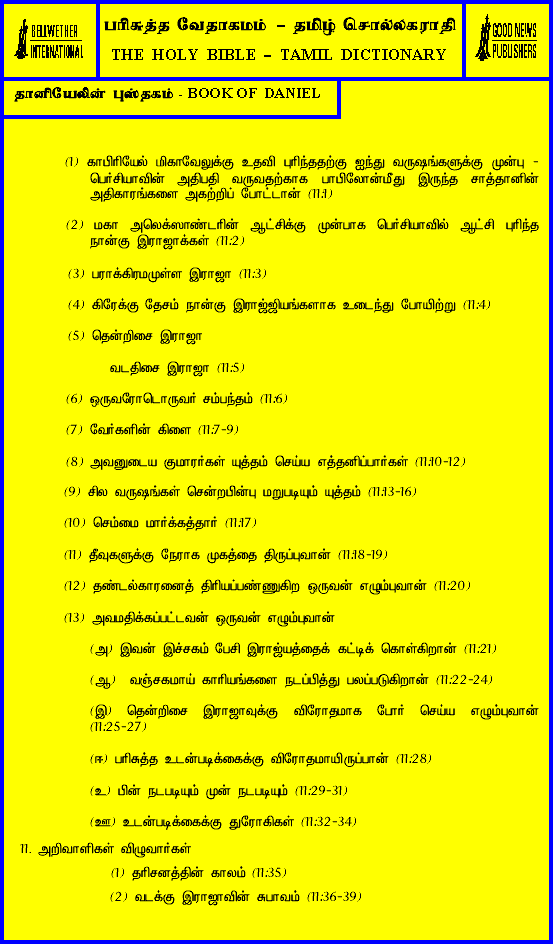 BELLWETHER
INTERNATIONAL
பரிசுத்த வேதாகமம் – தமிழ் சொல்லகராதி
THE HOLY BIBLE – TAMIL DICTIONARY
GOOD NEWS
PUBLISHERS
தானியேலின் புஸ்தகம் - BOOK OF DANIEL
(1) காபிரியேல் மிகாவேலுக்கு உதவி புரிந்ததற்கு ஐந்து வருஷங்களுக்கு முன்பு -
பெர்சியாவின் அதிபதி வருவதற்காக பாபிலோன்மீது இருந்த சாத்தானின்
அதிகாரங்களை அகற்றிப் போட்டான் (11:1)
(2) மகா அலெக்ஸாண்டரின் ஆட்சிக்கு முன்பாக பெர்சியாவில் ஆட்சி புரிந்த
நான்கு இராஜாக்கள் (11:2)
(3) பராக்கிரமமுள்ள இராஜா (11:3)
(4) கிரேக்கு தேசம் நான்கு இராஜ்ஜியங்களாக உடைந்து போயிற்று (11:4)
(5) தென்றிசை இராஜா
வடதிசை இராஜா (11:5)
(6) ஒருவரோடொருவர் சம்பந்தம் (11:6)
(7) வேர்களின் கிளை (11:7-9)
(8) அவனுடைய குமாரர்கள் யுத்தம் செய்ய எத்தனிப்பார்கள் (11:10-12)
(9) சில வருஷங்கள் சென்றபின்பு மறுபடியும் யுத்தம் (11:13-16)
(10) செம்மை மார்க்கத்தார் (11:17)
(11) தீவுகளுக்கு நேராக முகத்தை திருப்புவான் (11:18-19)
(12) தண்டல்காரனைத் திரியப்பண்ணுகிற ஒருவன் எழும்புவான் (11:20)
(13) அவமதிக்கப்பட்டவன் ஒருவன் எழும்புவான்
(அ) இவன் இச்சகம் பேசி இராஜ்யத்தைக் கட்டிக் கொள்கிறான் (11:21)
(ஆ) வஞ்சகமாய் காரியங்களை நடப்பித்து பலப்படுகிறான் (11:22-24)
(இ) தென்றிசை இராஜாவுக்கு விரோதமாக போர் செய்ய எழும்புவான்
(11:25-27)
(ஈ) பரிசுத்த உடன்படிக்கைக்கு விரோதமாயிருப்பான் (11:28)
(உ) பின் நடபடியும் முன் நடபடியும் (11:29-31)
(ஊ) உடன்படிக்கைக்கு துரோகிகள் (11:32-34)
11. அறிவாளிகள் விழுவார்கள்
(1) தரிசனத்தின் காலம் (11:35)
(2) வடக்கு இராஜாவின் சுபாவம் (11:36-39)